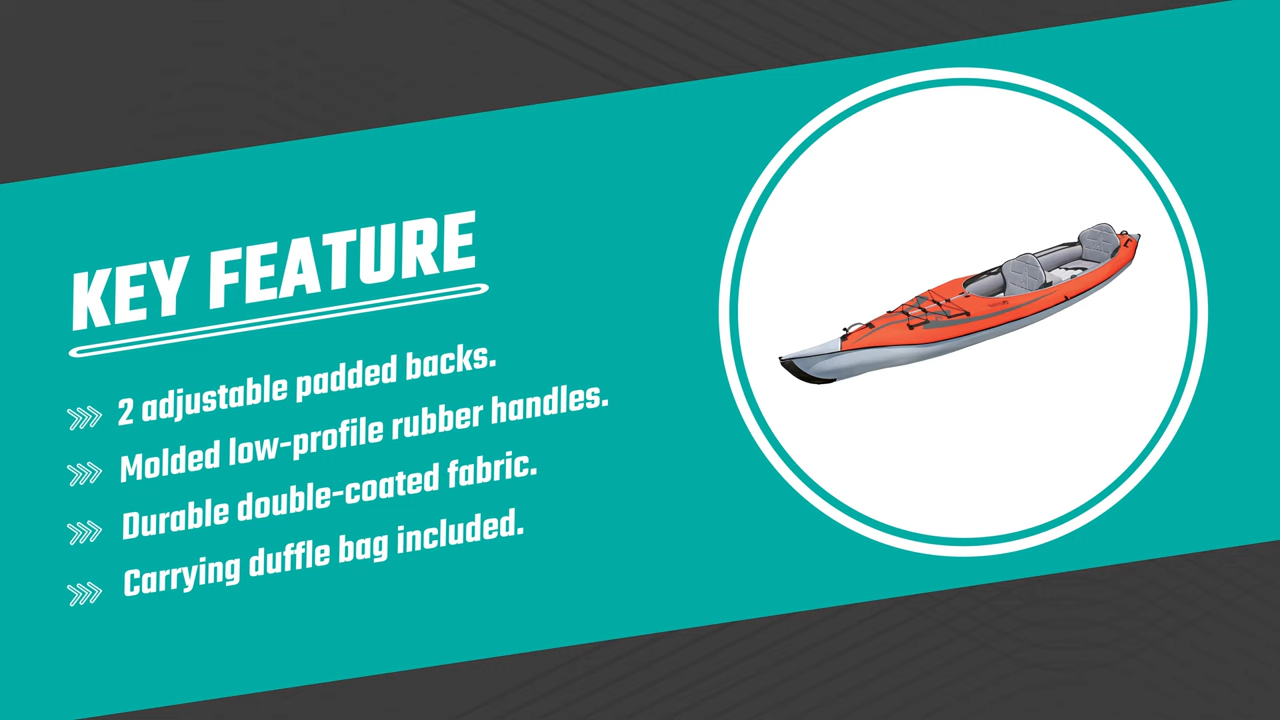 KEY FEATURE
2 adjustable padded backs.
Molded low-profile rubber handles.
Durable double-coated fabric.
Carrying duffle bag included.